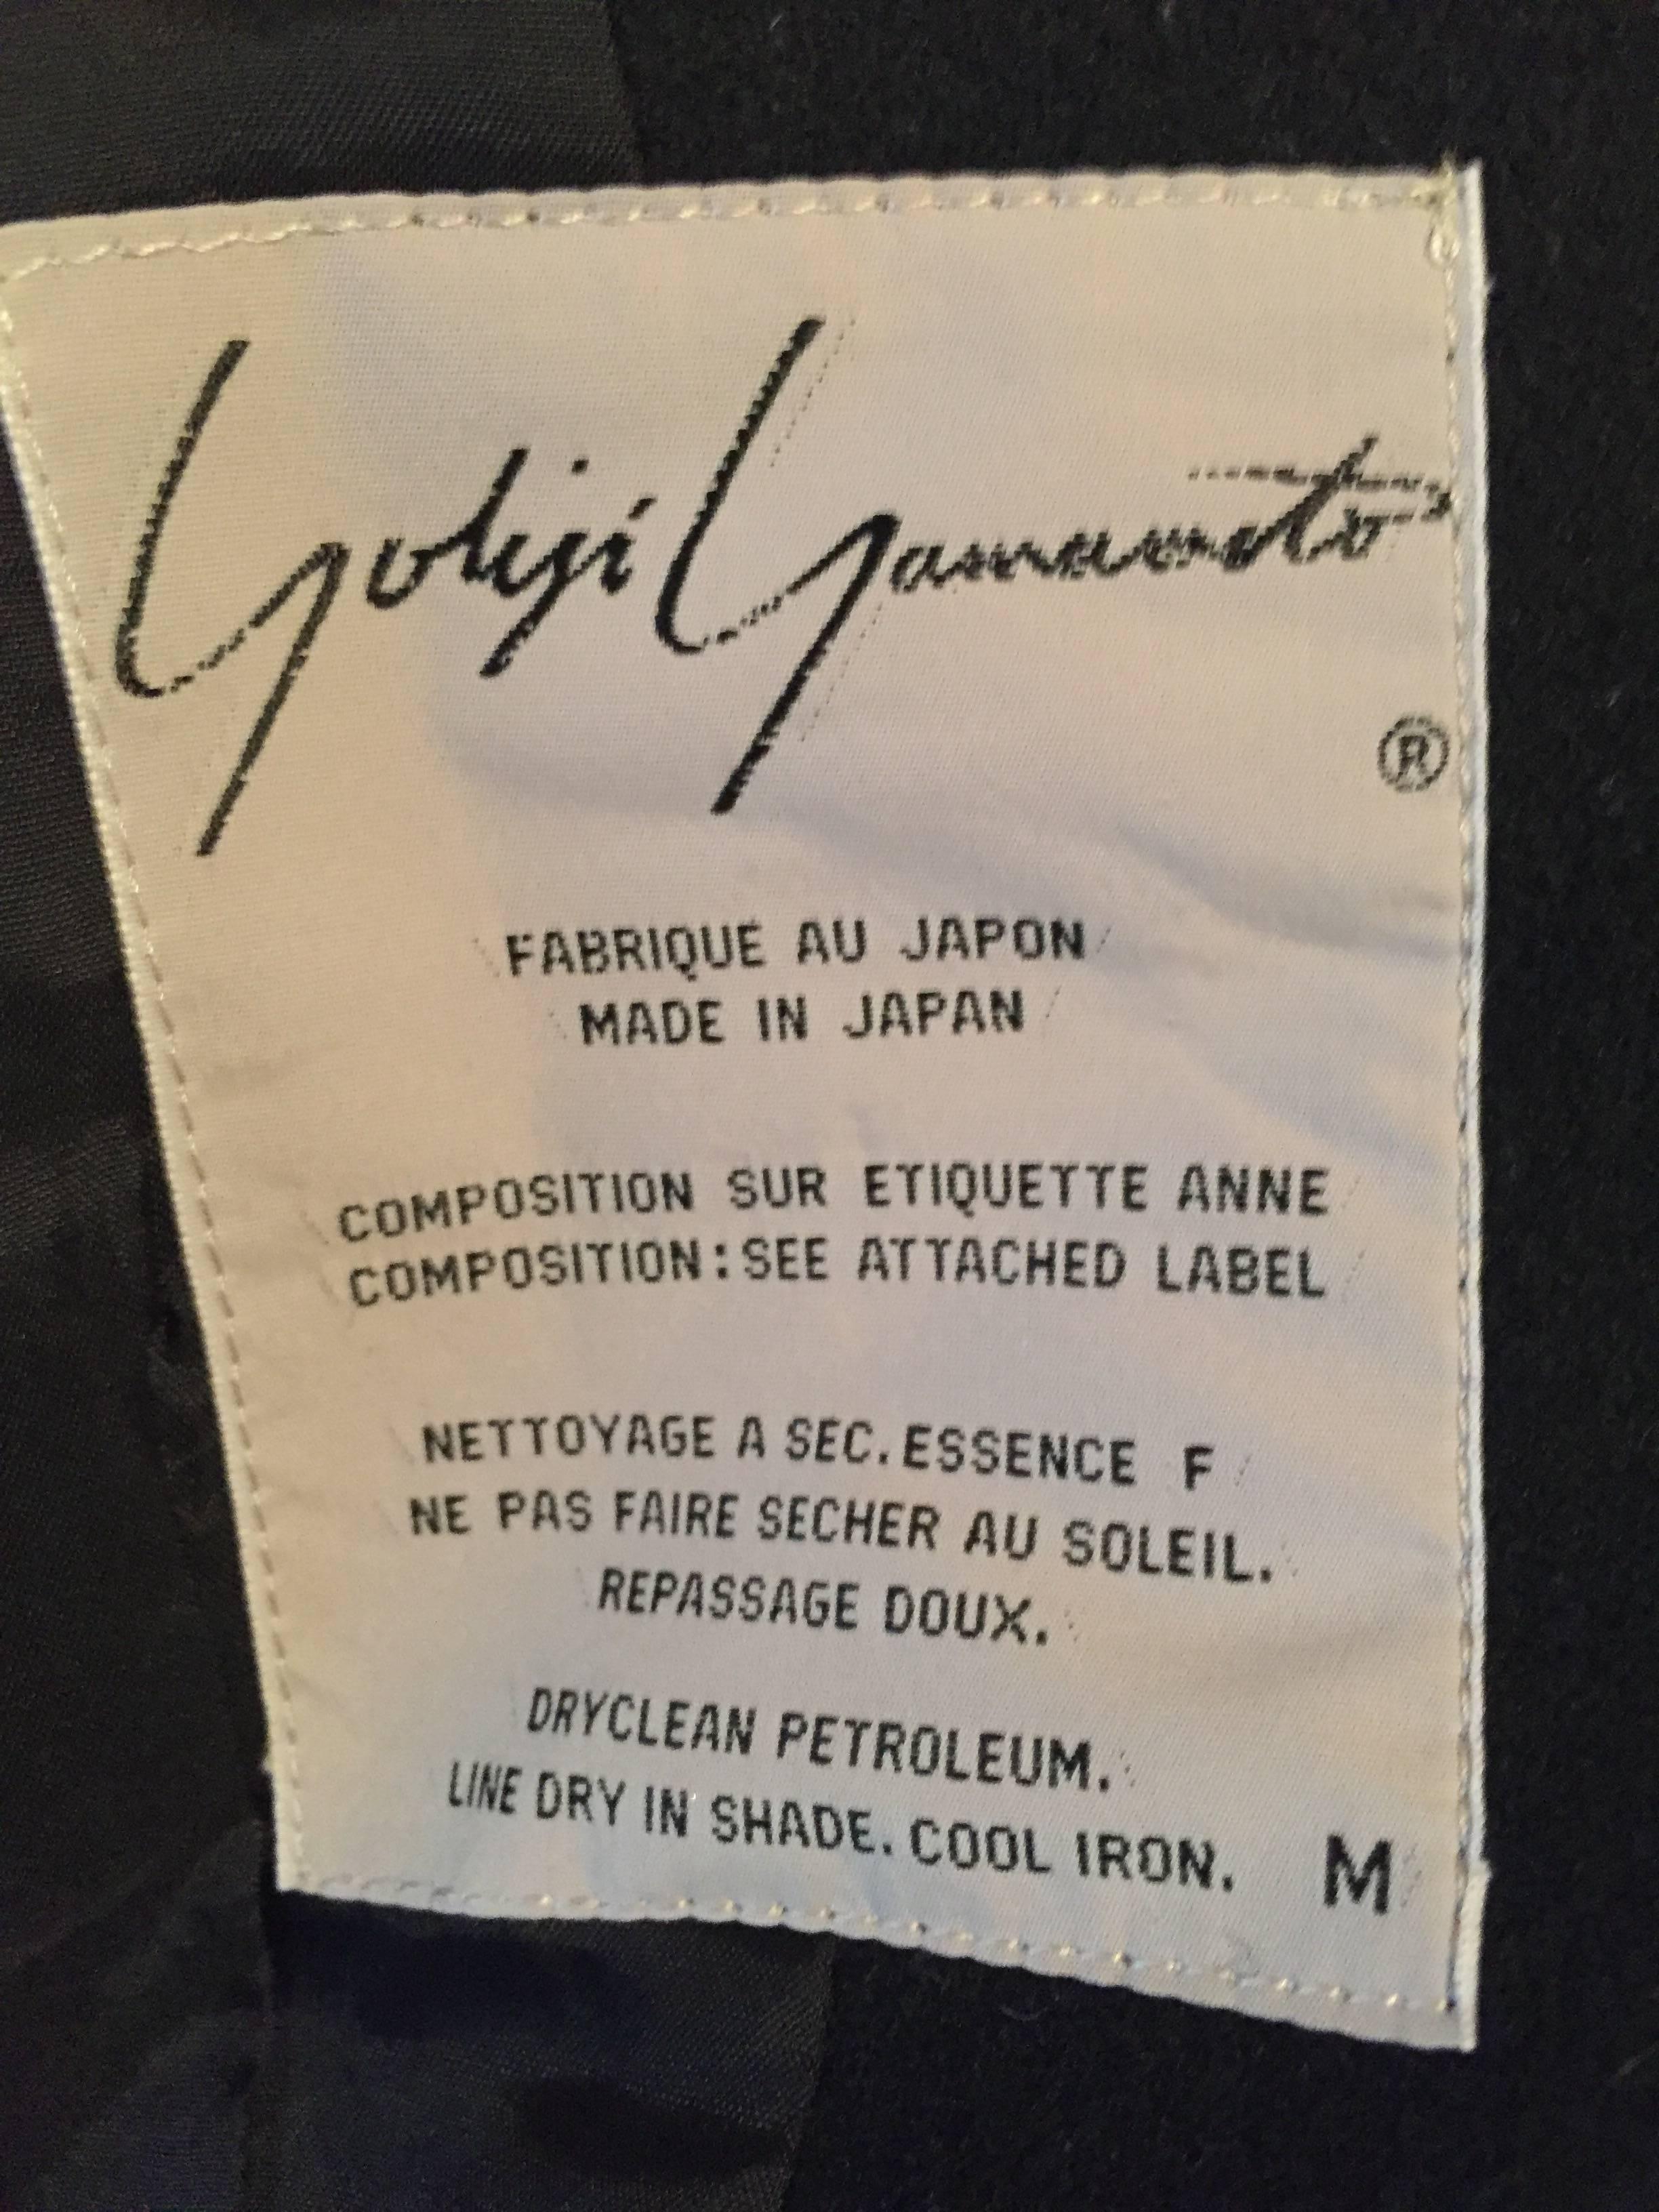 Yohji Yamamoto
®
FABRIQUE AU JAPON
MADE IN JAPAN
COMPOSITION SUR ETIQUETTE ANNE
COMPOSITION:SEE ATTACHED LABEL
NETTOYAGE A SEC.ESSENCE F
NE PAS FAIRE SECHER AU SOLEIL.
REPASSAGE DOUX.
DRYCLEAN PETROLEUM.
LINE DRY IN SHADE. COOL IRON. M